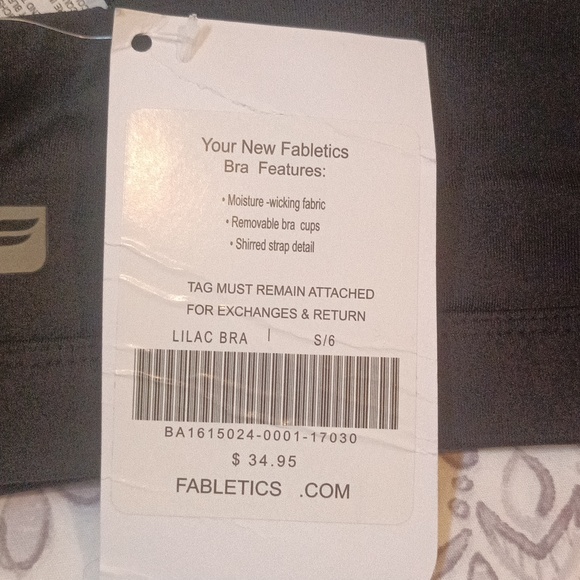 Your New Fabletics
Bra Features:
• Moisture -wicking fabric
• Removable bra cups
• Shirred strap detail
TAG MUST REMAIN ATTACHED
FOR EXCHANGES & RETURN
LILAC BRA | S/6
BA1615024-0001-17030
$ 34.95
FABLETICS .COM